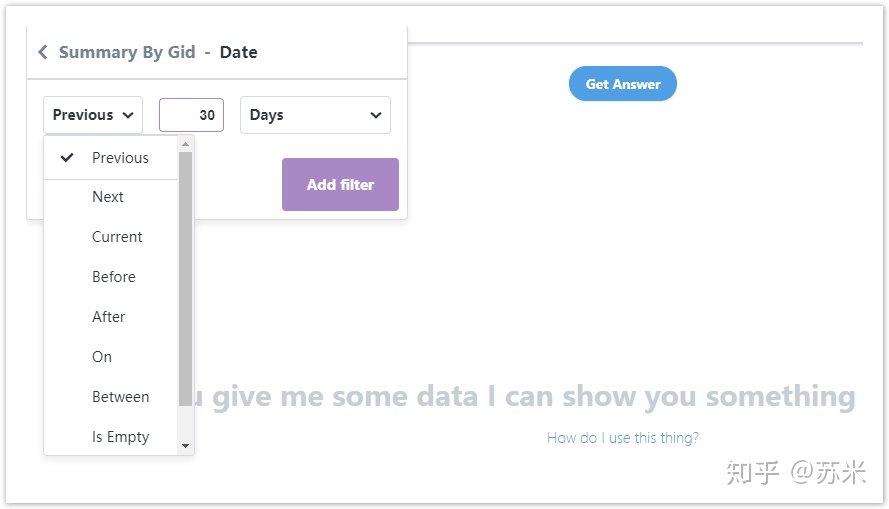 Summary By Gid - Date
Get Answer
Previous 30 Days
Previous
Add filter
Next
Current
Before
After
On
Between
give me some data I can show you something
Is Empty
How do I use this thing?
知乎 @苏米